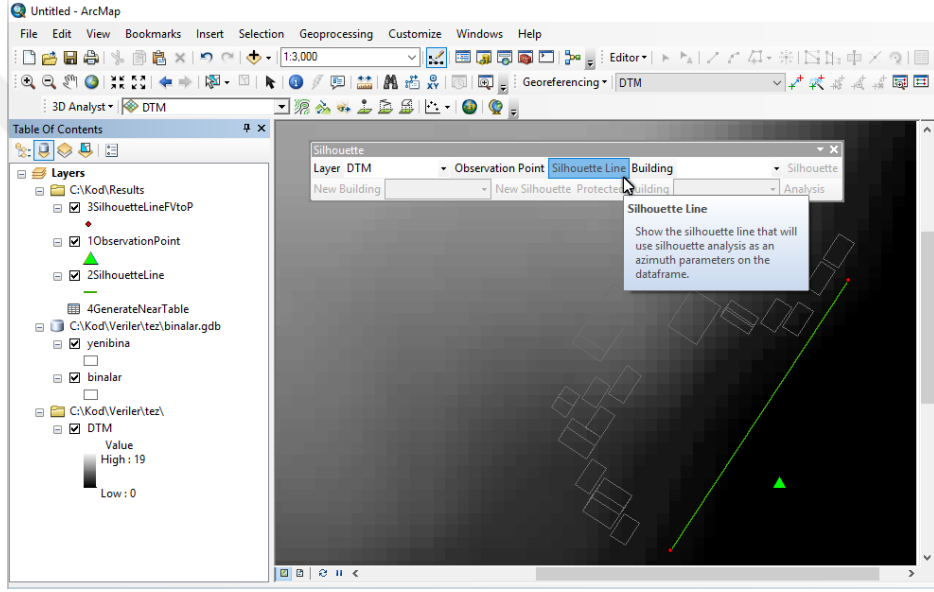 Untitled - ArcMap
File Edit View Bookmarks Insert Selection Geoprocessing Customize Windows Help
1:3,000 Editor
Georeferencing DTM
3D Analyst DTM
Table Of Contents
Layers
C:\Kod\Results
3SilhouetteLineFVtoP
1ObservationPoint
2SilhouetteLine
4GenerateNearTable
C:\Kod\Veriler\tez\binalar.gdb
yenibina
binalar
C:\Kod\Veriler\tez\
DTM
Value
High : 19
Low : 0
Silhouette
Layer DTM Observation Point Silhouette Line Building Silhouette
New Building New Silhouette Protected Building Analysis
Silhouette Line
Show the silhouette line that will
use silhouette analysis as an
azimuth parameters on the
dataframe.